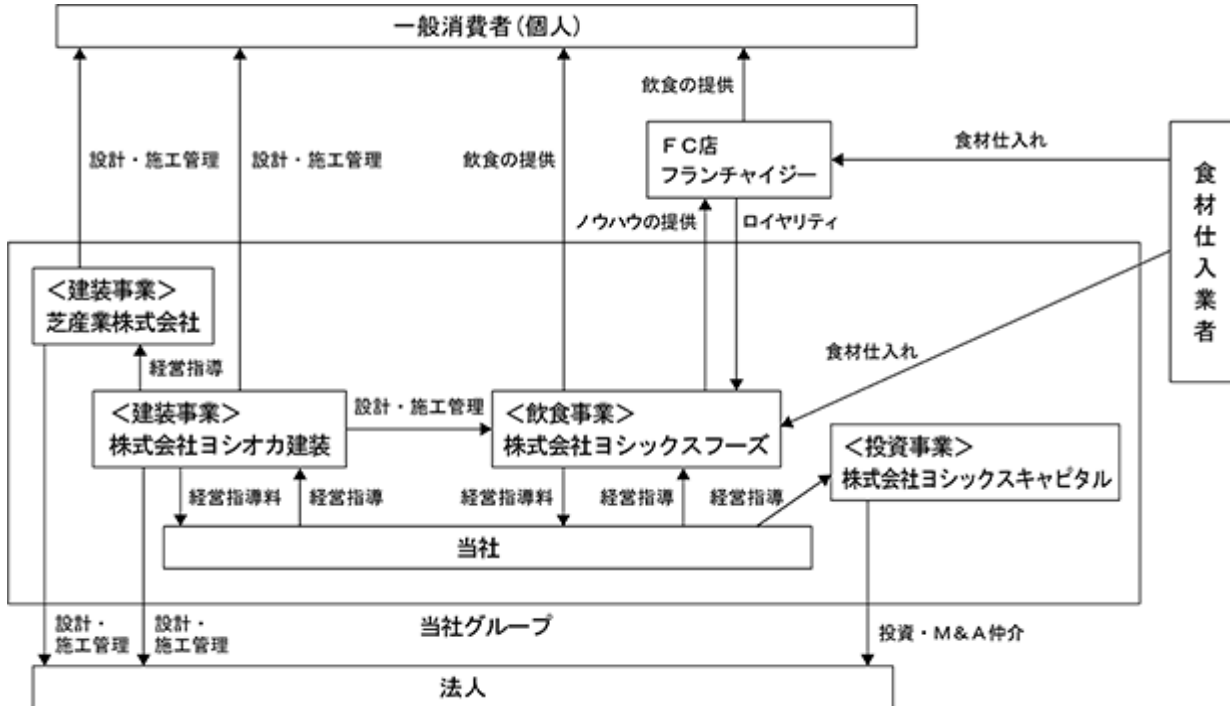 一般消費者(個人)
飲食の提供
設計・施工管理
設計・施工管理
飲食の提供
FC店
フランチャイジー
食材仕入れ
食材仕入業者
ノウハウの提供
ロイヤリティ
<建装事業>
芝産業株式会社
経営指導
食材仕入れ
<建装事業>
株式会社ヨシオカ建装
設計・施工管理
<飲食事業>
株式会社ヨシックスフーズ
<投資事業>
株式会社ヨシックスキャピタル
経営指導料
経営指導
経営指導料
経営指導
経営指導
当社
設計・
施工管理
設計・
施工管理
当社グループ
投資・M&A仲介
法人